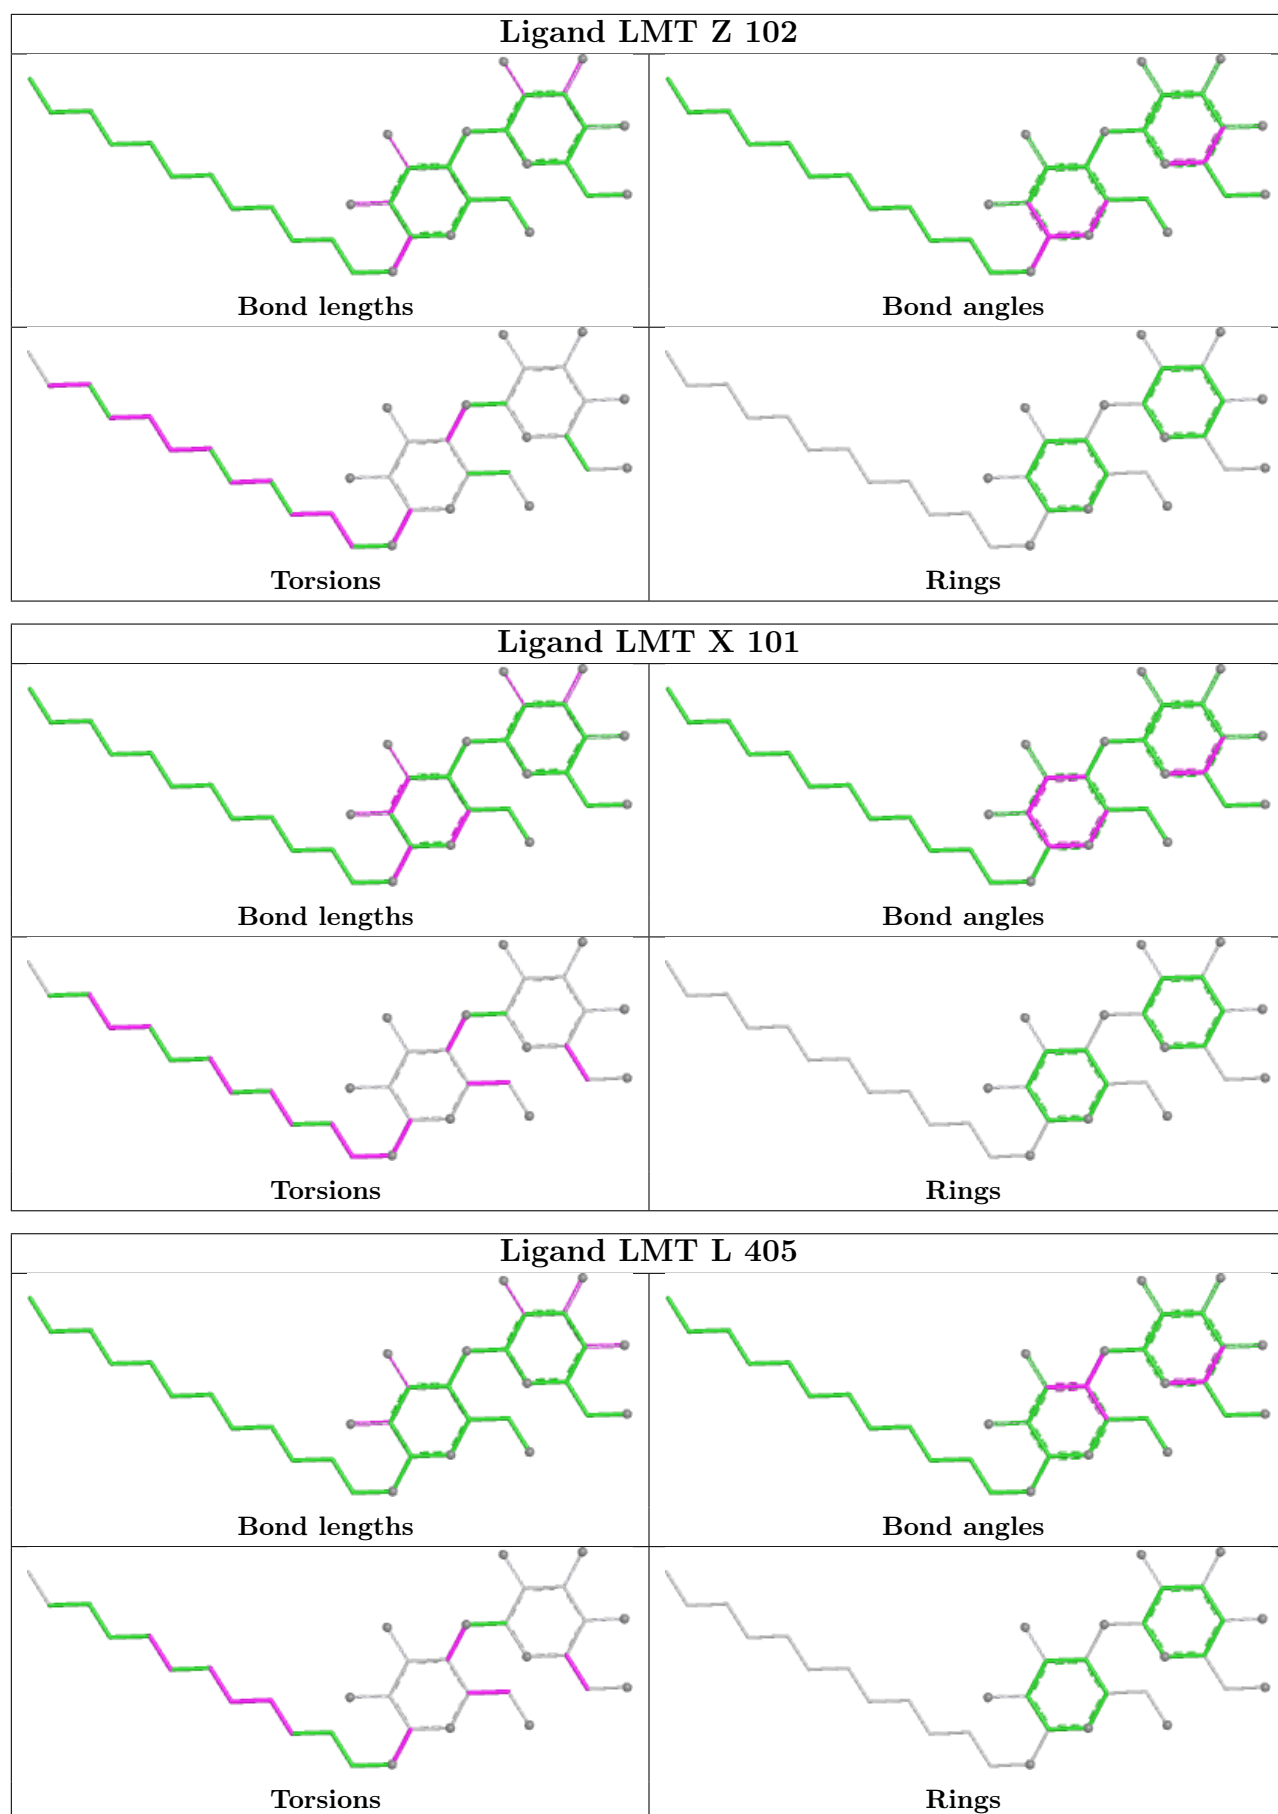 Ligand LMT Z 102
Bond lengths
Bond angles
Torsions
Rings
Ligand LMT X 101
Bond lengths
Bond angles
Torsions
Rings
Ligand LMT L 405
Bond lengths
Bond angles
Torsions
Rings